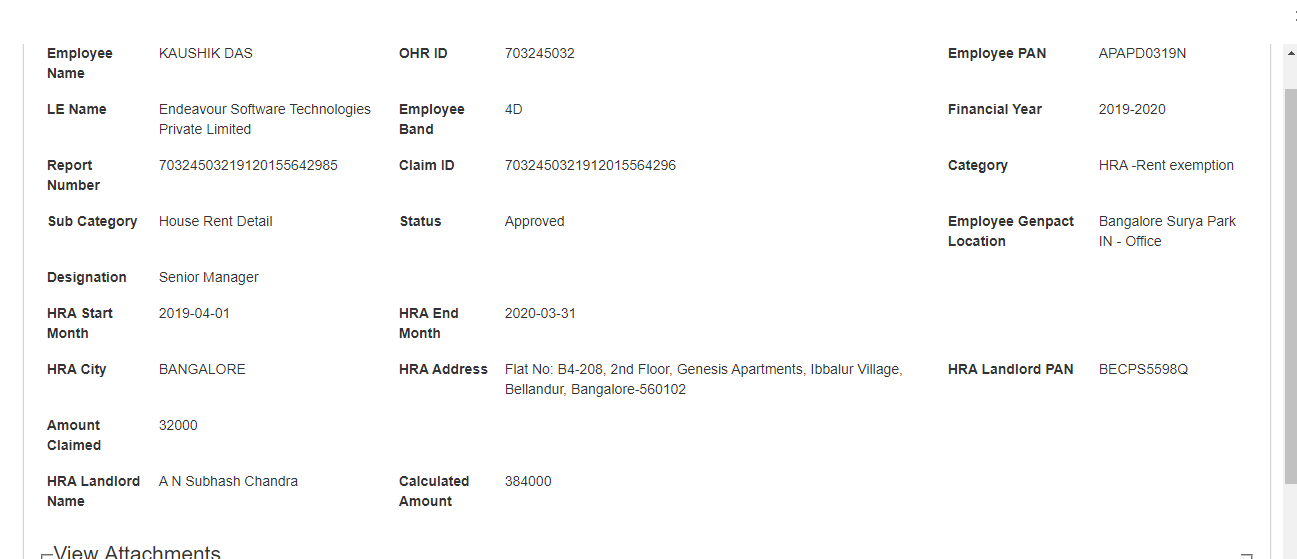 Employee Name KAUSHIK DAS OHR ID 703245032 Employee PAN APAPD0319N
LE Name Endeavour Software Technologies Private Limited Employee Band 4D Financial Year 2019-2020
Report Number 70324503219120155642985 Claim ID 7032450321912015564296 Category HRA -Rent exemption
Sub Category House Rent Detail Status Approved Employee Genpact Location Bangalore Surya Park IN - Office
Designation Senior Manager
HRA Start Month 2019-04-01 HRA End Month 2020-03-31
HRA City BANGALORE HRA Address Flat No: B4-208, 2nd Floor, Genesis Apartments, Ibbalur Village, Bellandur, Bangalore-560102 HRA Landlord PAN BECPS5598Q
Amount Claimed 32000
HRA Landlord Name A N Subhash Chandra Calculated Amount 384000
View Attachments